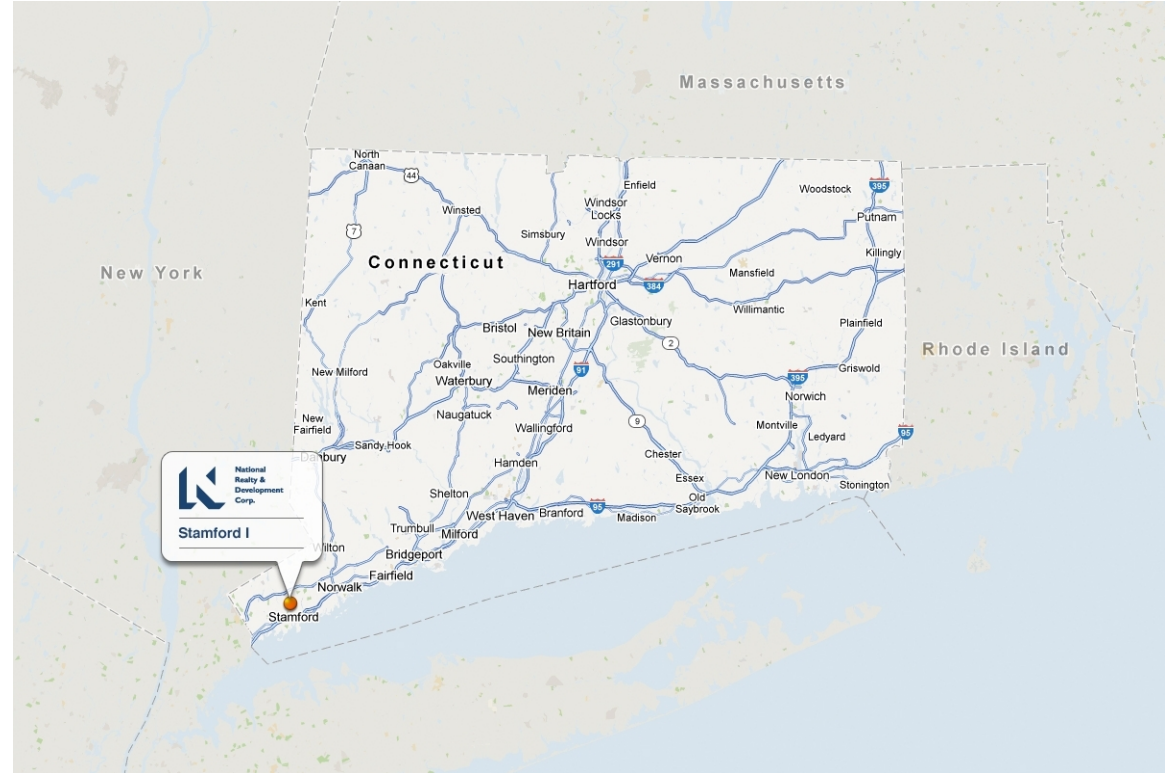 Massachusetts
North
Canaan
44
Enfield
Woodstock
395
Windsor
Locks
Winsted
Putnam
7
Simsbury
Windsor
Killingly
Connecticut
291
Vernon
New York
Mansfield
Hartford
384
Kent
Willimantic
Bristol
New Britain
Glastonbury
Plainfield
2
Rhode Island
Southington
Oakville
91
Griswold
New Milford
Waterbury
395
Meriden
Norwich
Naugatuck
New
Fairfield
9
Wallingford
Montville
95
Ledyard
Sandy Hook
Danbury
Hamden
Chester
National
Realty &
Development
Corp.
New London
Essex
Stonington
Shelton
Old
Saybrook
95
West Haven
Branford
Madison
Stamford I
Trumbull
Milford
Wilton
Bridgeport
Fairfield
Norwalk
Stamford